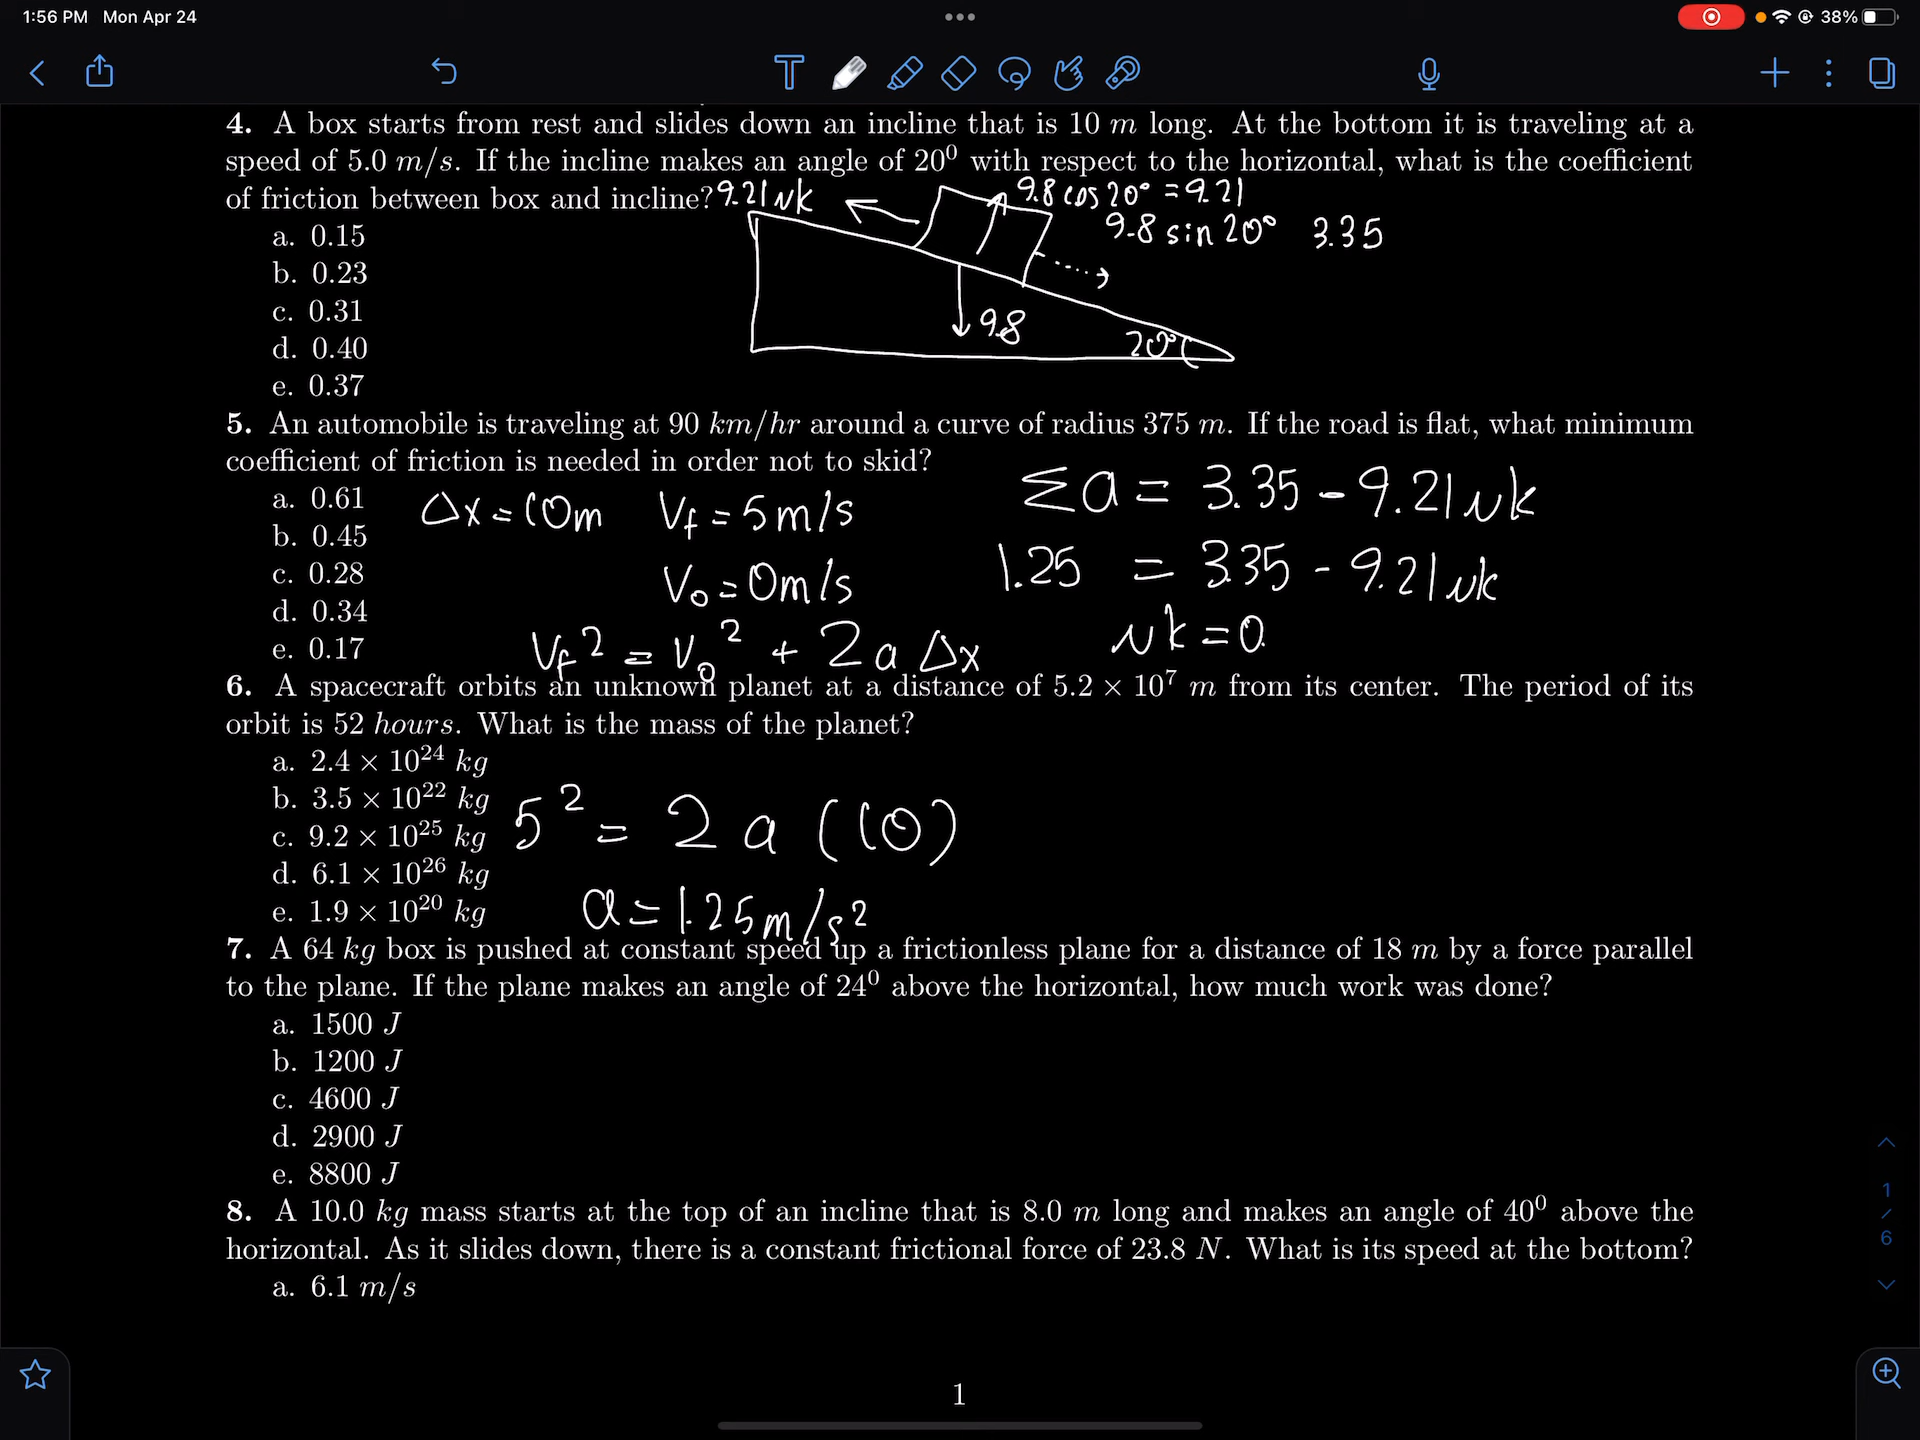 1:56 PM Mon Apr 24
38%
4. A box starts from rest and slides down an incline that is 10 m long. At the bottom it is traveling at a
speed of 5.0 m/s. If the incline makes an angle of 20⁰ with respect to the horizontal, what is the coefficient
of friction between box and incline?
9.21μk
9.8 cos 20° = 9.21
9.8 sin 20° 3.35
a. 0.15
b. 0.23
c. 0.31
d. 0.40
e. 0.37
9.8
20°
5. An automobile is traveling at 90 km/hr around a curve of radius 375 m. If the road is flat, what minimum
coefficient of friction is needed in order not to skid?
a. 0.61
b. 0.45
c. 0.28
d. 0.34
e. 0.17
Δx = 10m Vf = 5m/s
V₀ = 0m/s
Vf² = V₀² + 2a Δx
Σa = 3.35 - 9.21μk
1.25 = 3.35 - 9.21μk
μk = 0.
6. A spacecraft orbits an unknown planet at a distance of 5.2 × 10⁷ m from its center. The period of its
orbit is 52 hours. What is the mass of the planet?
a. 2.4 × 10²⁴ kg
b. 3.5 × 10²² kg
c. 9.2 × 10²⁵ kg
d. 6.1 × 10²⁶ kg
e. 1.9 × 10²⁰ kg
5² = 2a(10)
a = 1.25m/s²
7. A 64 kg box is pushed at constant speed up a frictionless plane for a distance of 18 m by a force parallel
to the plane. If the plane makes an angle of 24⁰ above the horizontal, how much work was done?
a. 1500 J
b. 1200 J
c. 4600 J
d. 2900 J
e. 8800 J
8. A 10.0 kg mass starts at the top of an incline that is 8.0 m long and makes an angle of 40⁰ above the
horizontal. As it slides down, there is a constant frictional force of 23.8 N. What is its speed at the bottom?
a. 6.1 m/s
1
/
6
1